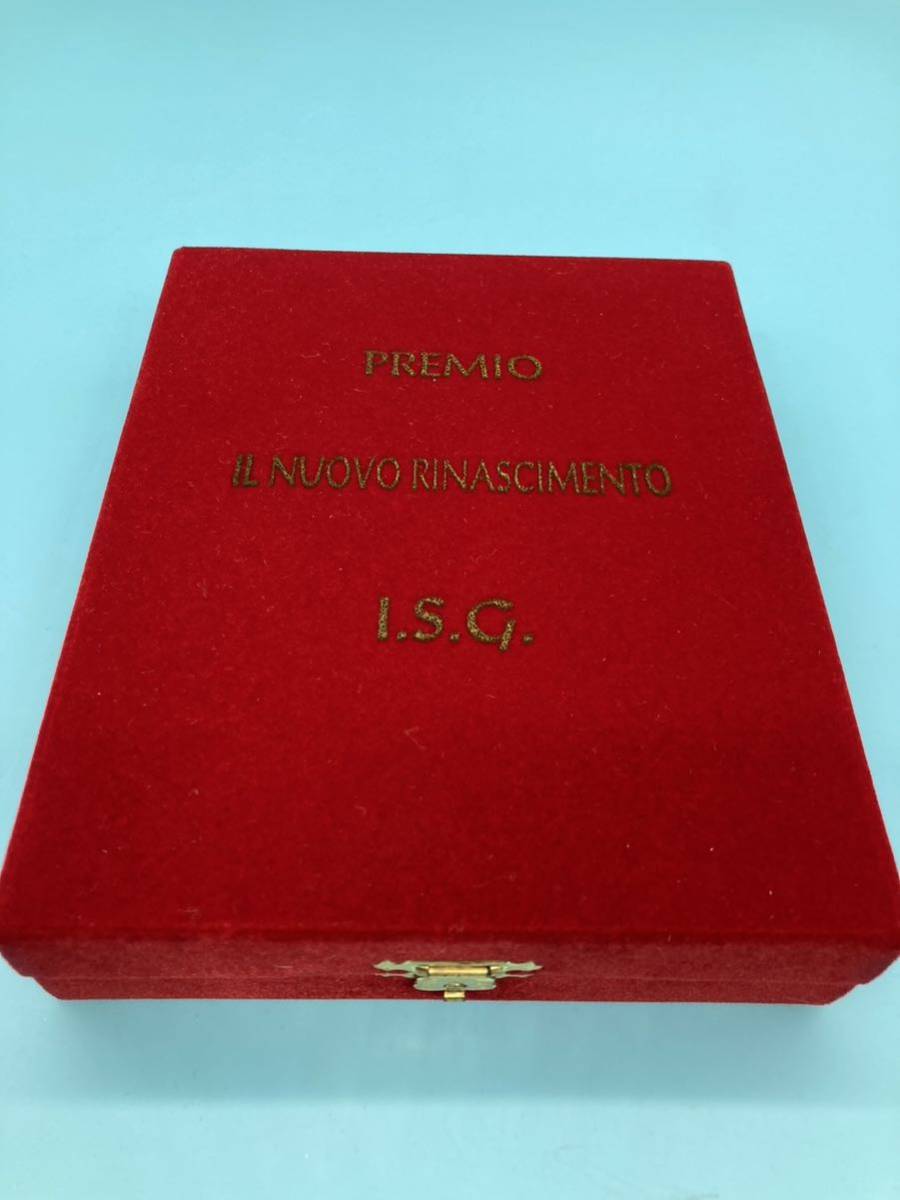 PREMIO
IL NUOVO RINASCIMENTO
I.S.G.